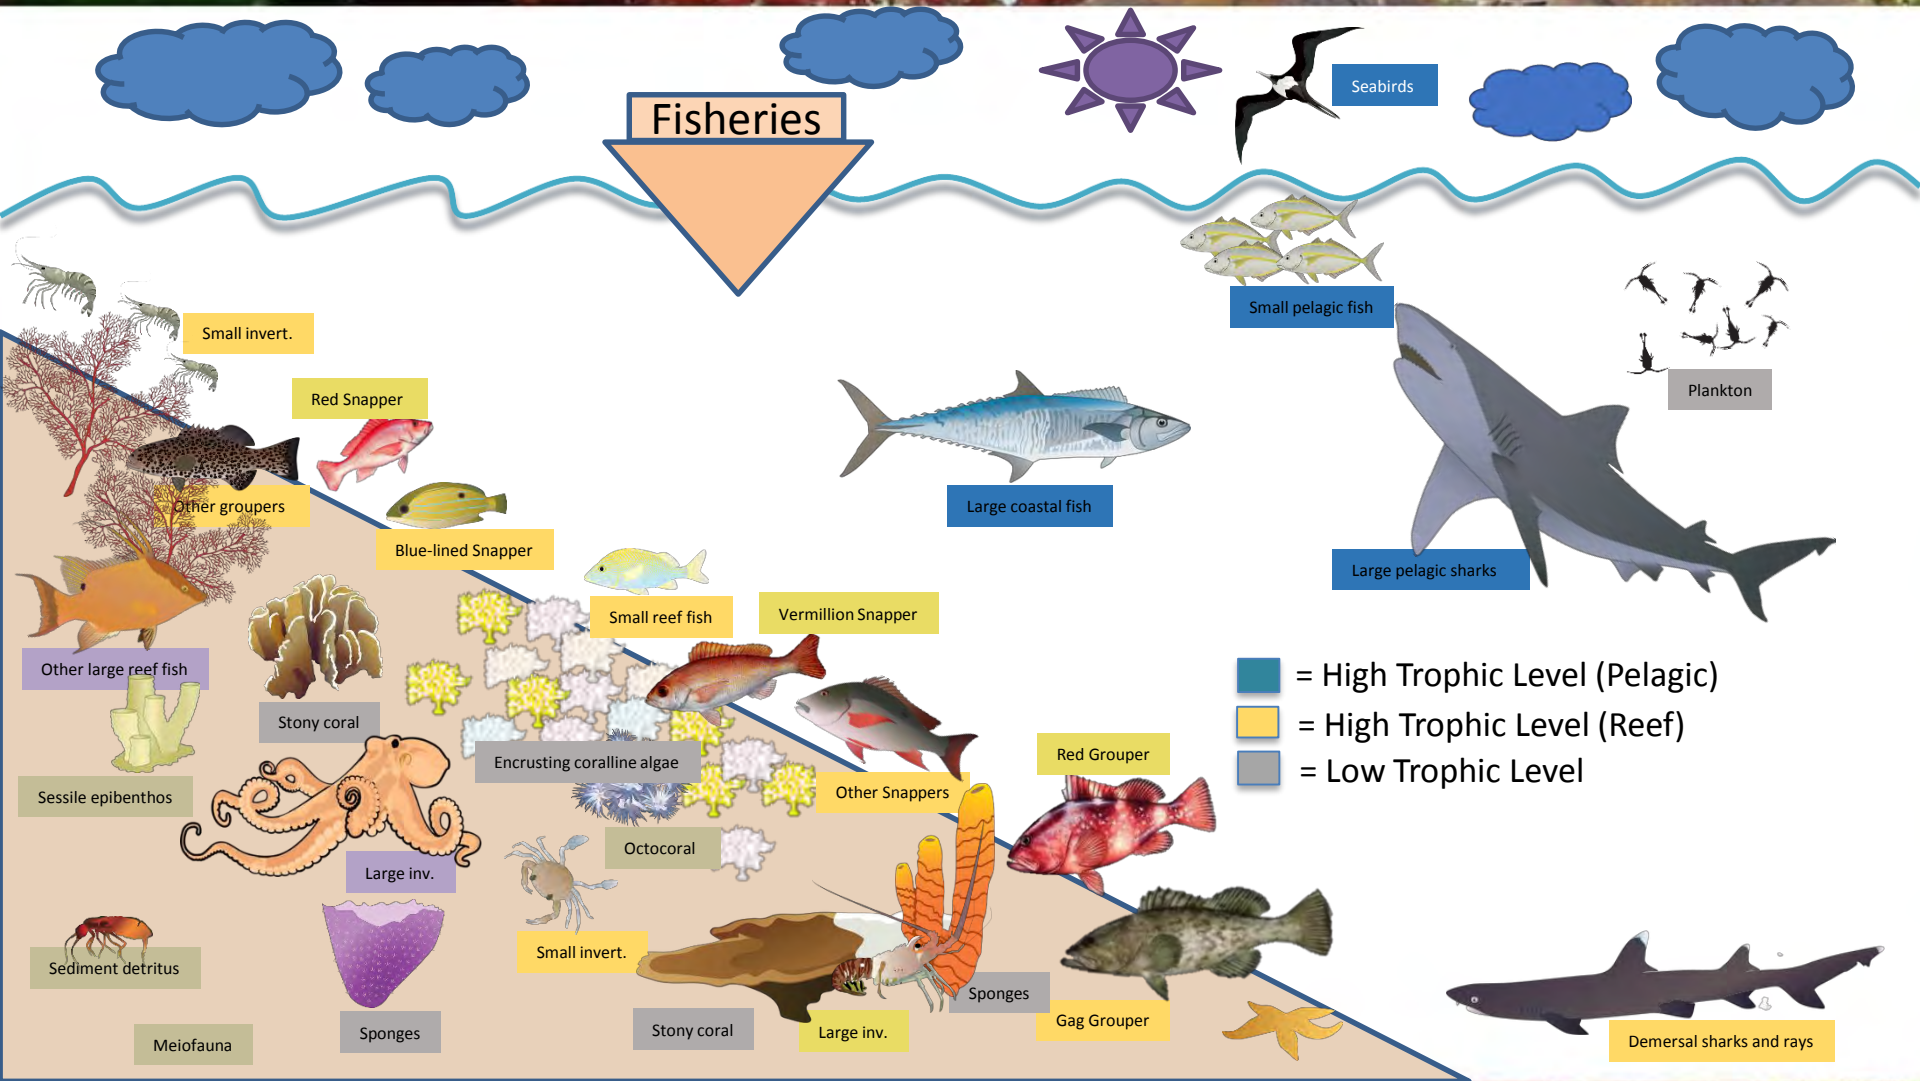 Seabirds
Fisheries
Small pelagic fish
Small invert.
Plankton
Red Snapper
Other groupers
Large coastal fish
Blue-lined Snapper
Large pelagic sharks
Small reef fish
Vermillion Snapper
Other large reef fish
= High Trophic Level (Pelagic)
= High Trophic Level (Reef)
= Low Trophic Level
Stony coral
Encrusting coralline algae
Red Grouper
Sessile epibenthos
Other Snappers
Octocoral
Large inv.
Small invert.
Sediment detritus
Sponges
Gag Grouper
Sponges
Stony coral
Large inv.
Meiofauna
Demersal sharks and rays